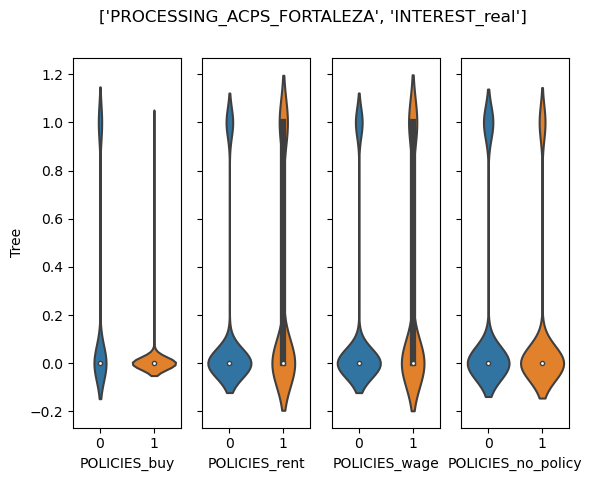 ['PROCESSING_ACPS_FORTALEZA', 'INTEREST_real']
Tree
1.2
1.0
0.8
0.6
0.4
0.2
0.0
−0.2
0 1 0 1 0 1 0 1
POLICIES_buy POLICIES_rent POLICIES_wage POLICIES_no_policy